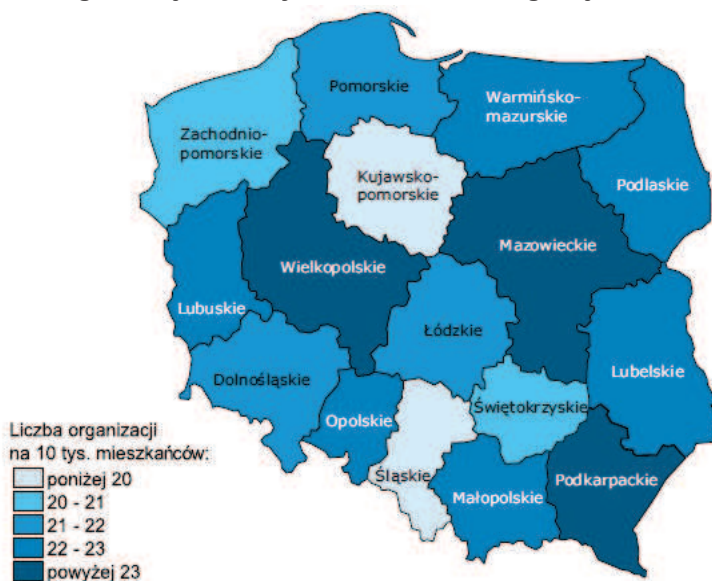 Pomorskie
Warmińsko-
mazurskie
Zachodnio-
pomorskie
Kujawsko-
pomorskie
Podlaskie
Mazowieckie
Wielkopolskie
Lubuskie
Łódzkie
Lubelskie
Dolnośląskie
Opolskie
Świętokrzyskie
Śląskie
Małopolskie
Podkarpackie
Liczba organizacji
na 10 tys. mieszkańców:
poniżej 20
20 - 21
21 - 22
22 - 23
powyżej 23